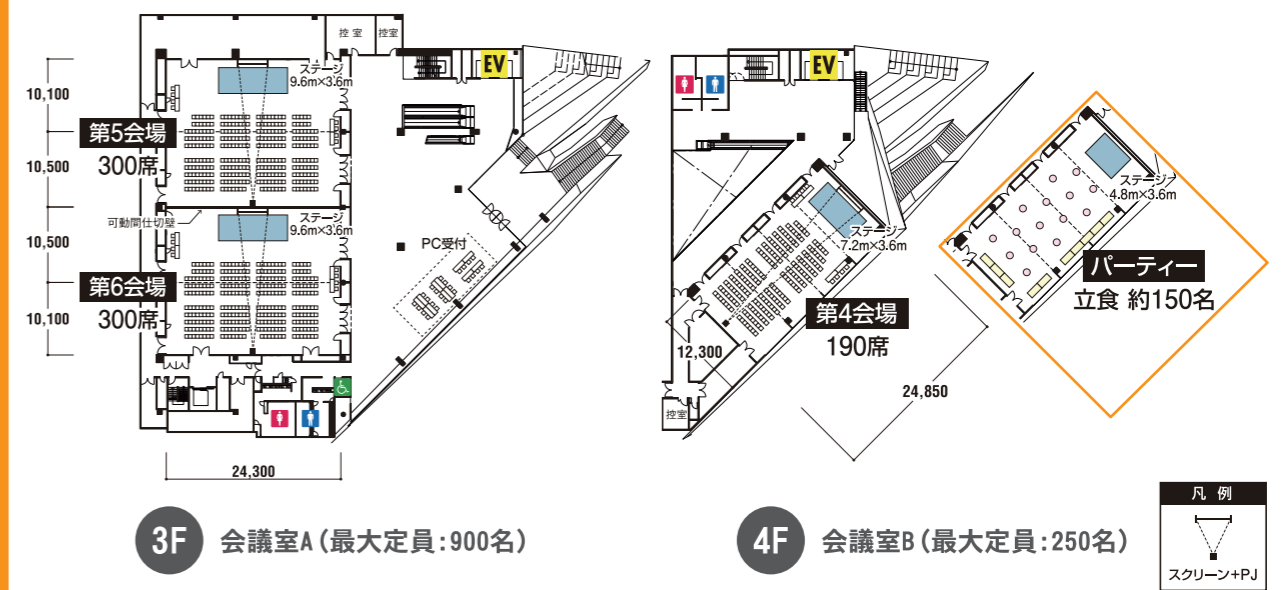 控室
控室
EV
ステージ
9.6m×3.6m
10,100
第5会場
300席
10,500
可動間仕切壁
ステージ
9.6m×3.6m
10,500
PC受付
第6会場
300席
10,100
24,300
3F 会議室A(最大定員:900名)
EV
ステージ
4.8m×3.6m
ステージ
7.2m×3.6m
パーティー
立食 約150名
第4会場
190席
12,300
24,850
控室
4F 会議室B(最大定員:250名)
凡 例
スクリーン+PJ